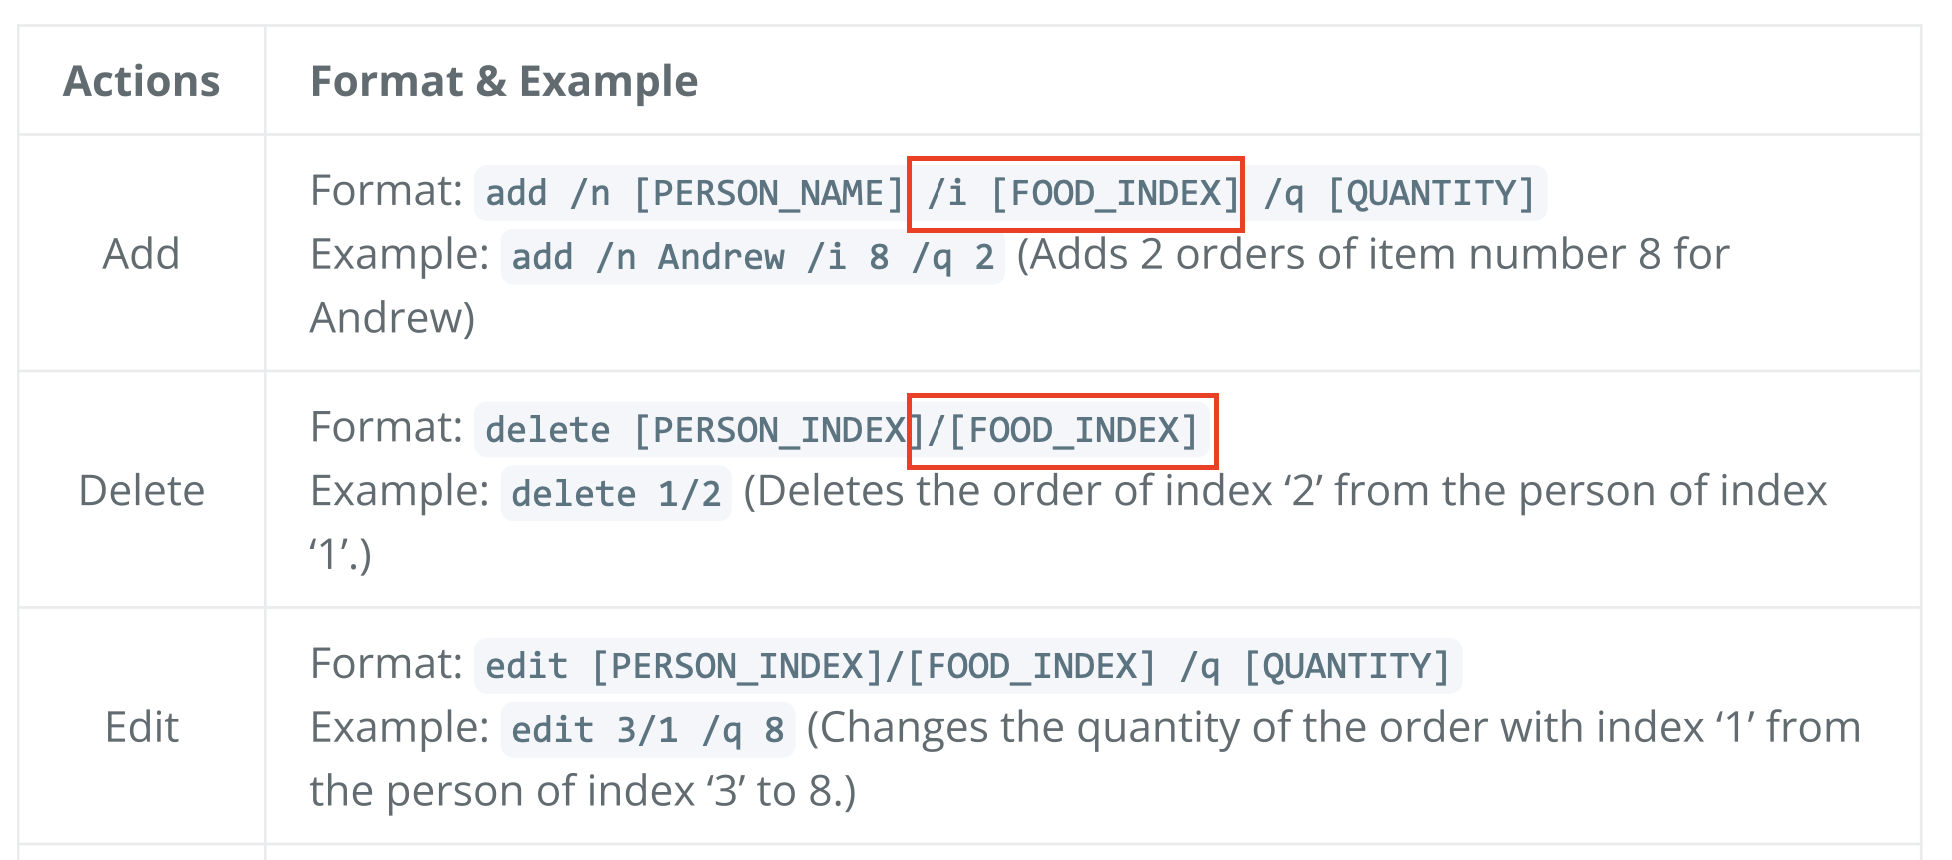 Actions Format & Example
Add
Format: add /n [PERSON_NAME] /i [FOOD_INDEX] /q [QUANTITY]
Example: add /n Andrew /i 8 /q 2 (Adds 2 orders of item number 8 for
Andrew)
Delete
Format: delete [PERSON_INDEX]/[FOOD_INDEX]
Example: delete 1/2 (Deletes the order of index ‘2’ from the person of index
‘1’.)
Edit
Format: edit [PERSON_INDEX]/[FOOD_INDEX] /q [QUANTITY]
Example: edit 3/1 /q 8 (Changes the quantity of the order with index ‘1’ from
the person of index ‘3’ to 8.)